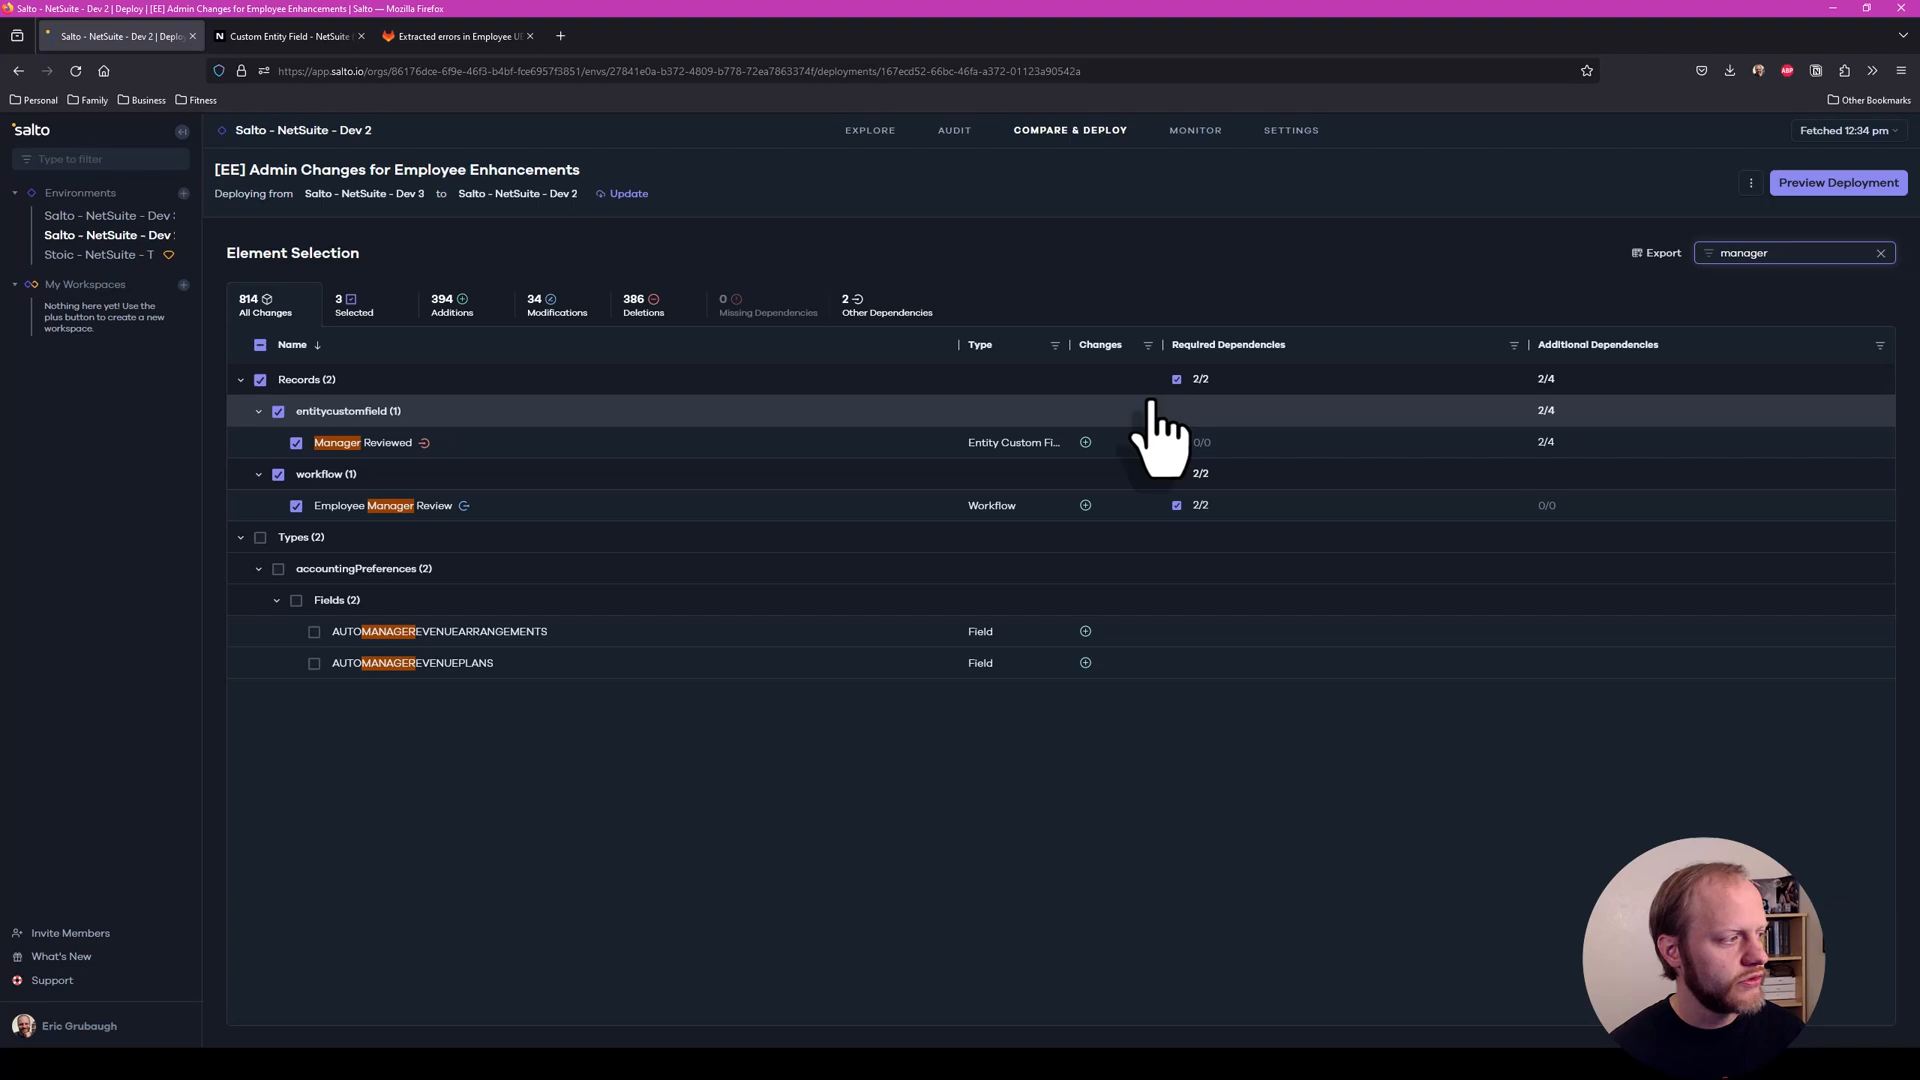 Salto - NetSuite - Dev 2 | Deploy | [EE] Admin Changes for Employee Enhancements | Salto — Mozilla Firefox
Salto - NetSuite - Dev 2 | Deploy
Custom Entity Field - NetSuite
Extracted errors in Employee UE
https://app.salto.io/orgs/86176dce-6f9e-46f3-b4bf-fce6957f3851/envs/27841e0a-b372-4809-b778-72ea7863374f/deployments/167ecd52-66bc-46fa-a372-01123a90542a
ABP
Personal
Family
Business
Fitness
Other Bookmarks
salto
Salto - NetSuite - Dev 2
EXPLORE
AUDIT
COMPARE & DEPLOY
MONITOR
SETTINGS
Fetched 12:34 pm
Type to filter
[EE] Admin Changes for Employee Enhancements
Deploying from Salto - NetSuite - Dev 3 to Salto - NetSuite - Dev 2 Update
Preview Deployment
Environments
Salto - NetSuite - Dev
Salto - NetSuite - Dev
Stoic - NetSuite - T
My Workspaces
Nothing here yet! Use the
plus button to create a new
workspace.
Element Selection
Export
manager
814
All Changes
3
Selected
394
Additions
34
Modifications
386
Deletions
0
Missing Dependencies
2
Other Dependencies
Name
Type
Changes
Required Dependencies
Additional Dependencies
Records (2) 2/2 2/4
entitycustomfield (1) 2/4
Manager Reviewed Entity Custom Fi... 0/0 2/4
workflow (1) 2/2
Employee Manager Review Workflow 2/2 0/0
Types (2)
accountingPreferences (2)
Fields (2)
AUTOMANAGEREVENUEARRANGEMENTS Field
AUTOMANAGEREVENUEPLANS Field
Invite Members
What's New
Support
Eric Grubaugh